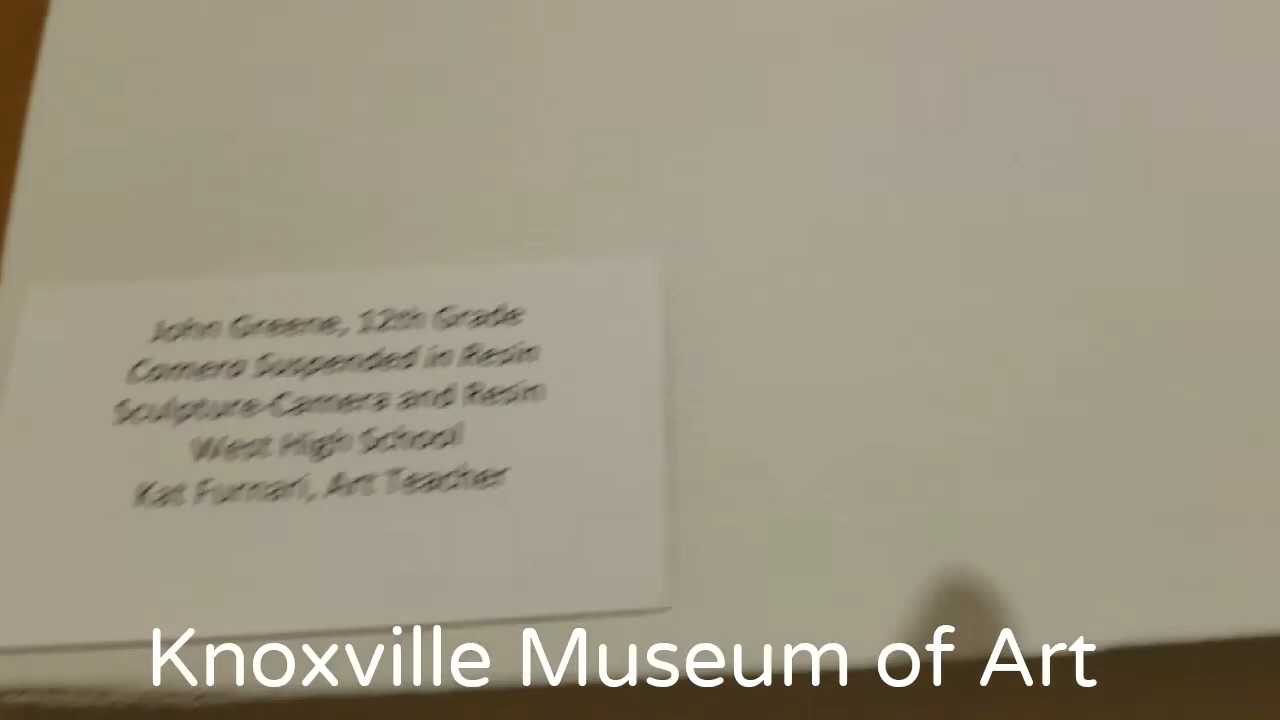 John Greene, 12th Grade
Camera Suspended in Resin
Sculpture-Camera and Resin
West High School
Kat Furnari, Art Teacher
Knoxville Museum of Art